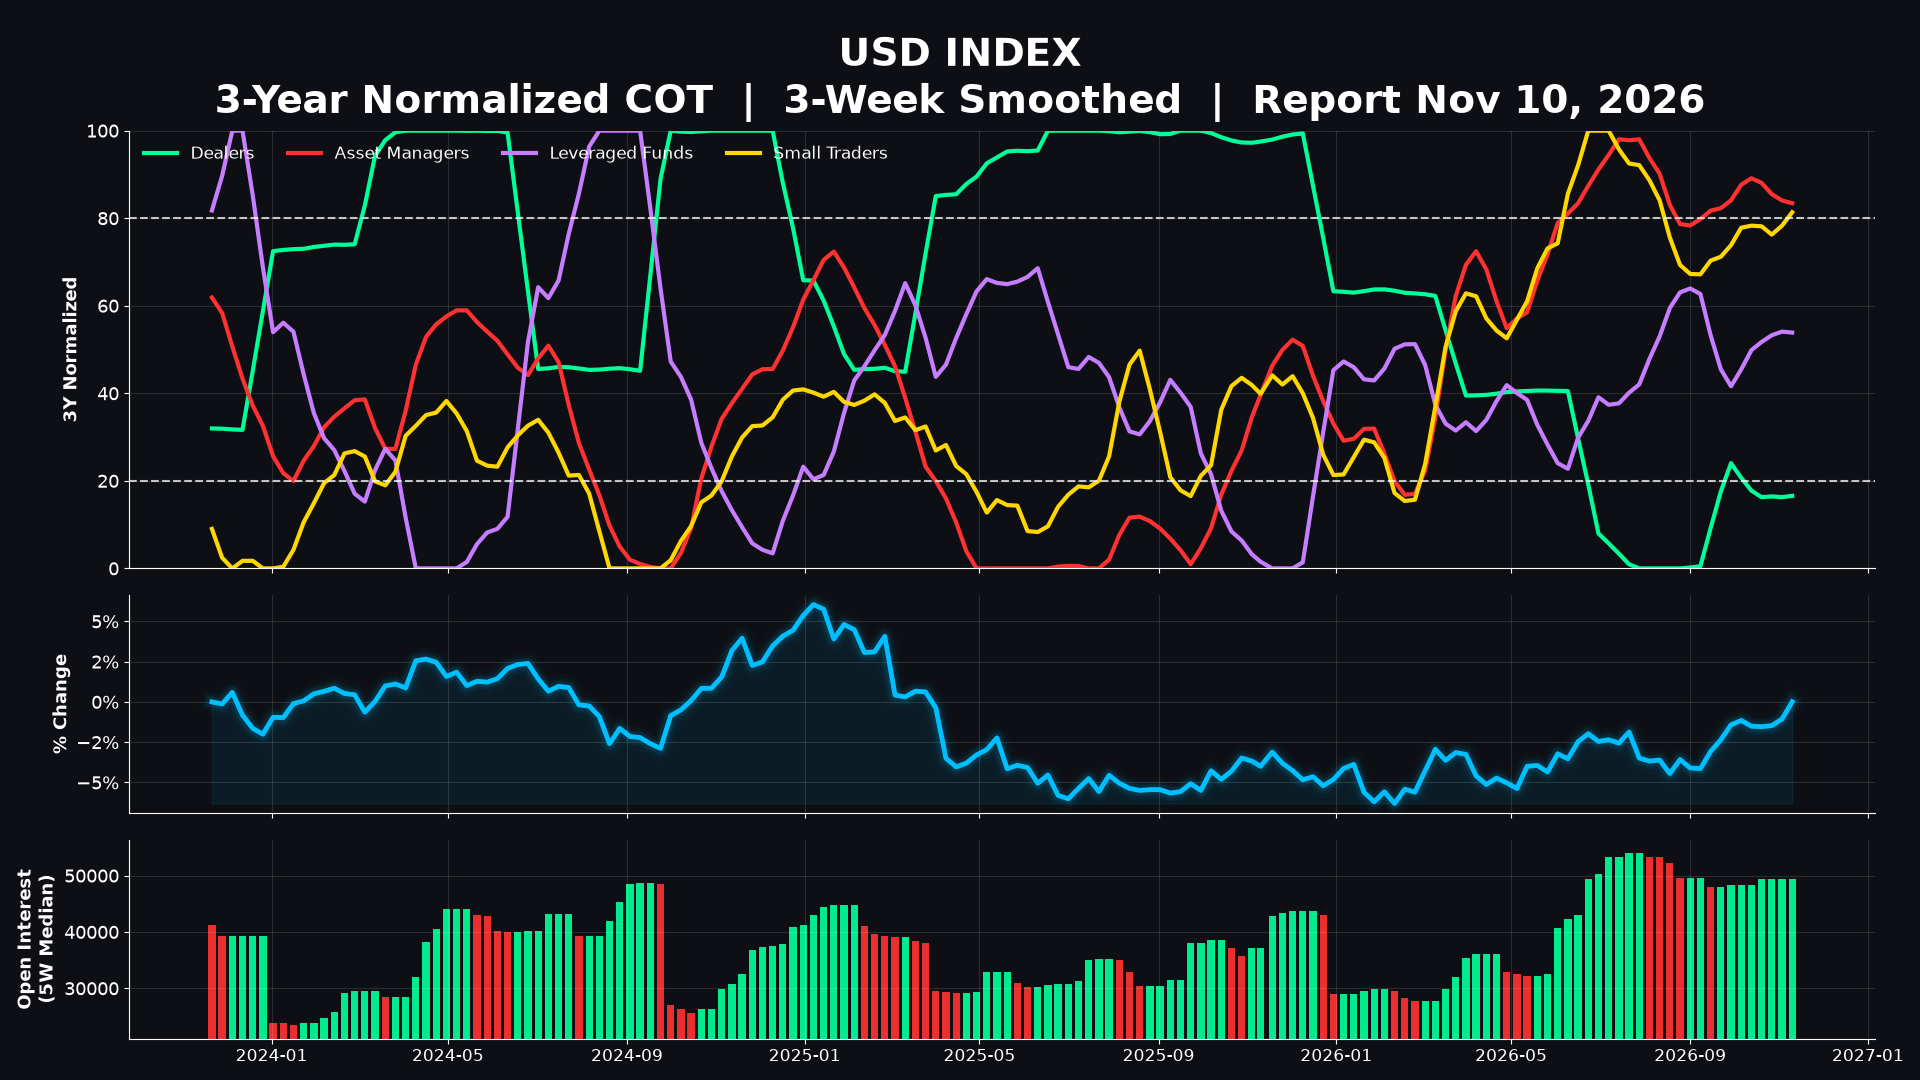 USD INDEX
3-Year Normalized COT | 3-Week Smoothed | Report Nov 10, 2026
Dealers Asset Managers Leveraged Funds Small Traders
3Y Normalized
100
80
60
40
20
0
% Change
5%
2%
0%
−2%
−5%
Open Interest
(5W Median)
50000
40000
30000
2024-01 2024-05 2024-09 2025-01 2025-05 2025-09 2026-01 2026-05 2026-09 2027-01